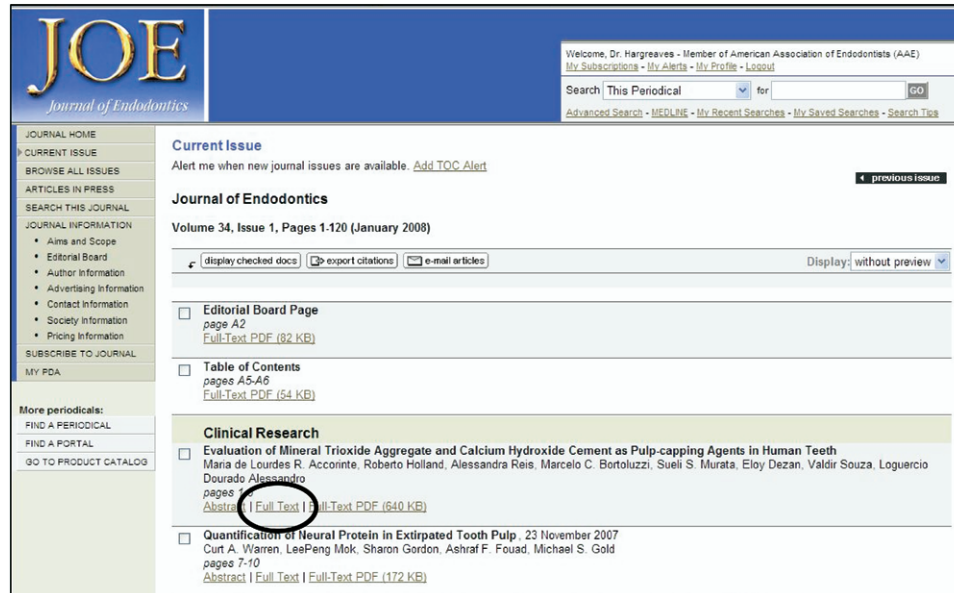 JOE
Journal of Endodontics
Welcome, Dr. Hargreaves - Member of American Association of Endodontists (AAE)
My Subscriptions - My Alerts - My Profile - Logout
Search This Periodical for GO
Advanced Search - MEDLINE - My Recent Searches - My Saved Searches - Search Tips
JOURNAL HOME
CURRENT ISSUE
BROWSE ALL ISSUES
ARTICLES IN PRESS
SEARCH THIS JOURNAL
JOURNAL INFORMATION
• Aims and Scope
• Editorial Board
• Author Information
• Advertising Information
• Contact Information
• Society Information
• Pricing Information
SUBSCRIBE TO JOURNAL
MY PDA
More periodicals:
FIND A PERIODICAL
FIND A PORTAL
GO TO PRODUCT CATALOG
Current Issue
Alert me when new journal issues are available. Add TOC Alert
previous issue
Journal of Endodontics
Volume 34, Issue 1, Pages 1-120 (January 2008)
display checked docs export citations e-mail articles Display: without preview
Editorial Board Page
page A2
Full-Text PDF (82 KB)
Table of Contents
pages A5-A6
Full-Text PDF (54 KB)
Clinical Research
Evaluation of Mineral Trioxide Aggregate and Calcium Hydroxide Cement as Pulp-capping Agents in Human Teeth
Maria de Lourdes R. Accorinte, Roberto Holland, Alessandra Reis, Marcelo C. Bortoluzzi, Sueli S. Murata, Eloy Dezan, Valdir Souza, Loguercio
Dourado Alessandro
pages
Abstract | Full Text | Full-Text PDF (640 KB)
Quantification of Neural Protein in Extirpated Tooth Pulp, 23 November 2007
Curt A. Warren, LeePeng Mok, Sharon Gordon, Ashraf F. Fouad, Michael S. Gold
pages 7-10
Abstract | Full Text | Full-Text PDF (172 KB)